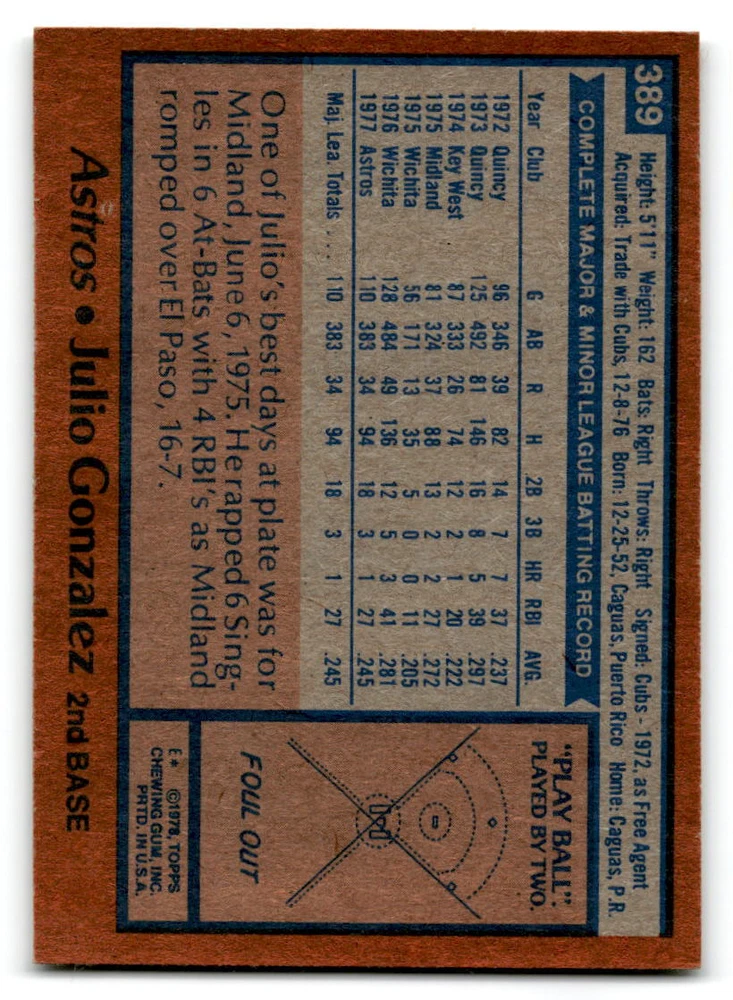 389
Height: 5'11" Weight: 162 Bats: Right Throws: Right Signed: Cubs - 1972, as Free Agent
Acquired: Trade with Cubs, 12-8-76 Born: 12-25-52, Caguas, Puerto Rico Home: Caguas, P.R.
COMPLETE MAJOR & MINOR LEAGUE BATTING RECORD
Year Club G AB R H 2B 3B HR RBI AVG.
1972 Quincy 96 346 39 82 14 7 7 37 .237
1973 Quincy 125 492 81 146 16 8 5 39 .297
1974 Key West 87 333 26 74 12 2 1 20 .222
1975 Midland 81 324 37 88 13 2 2 27 .272
1975 Wichita 56 171 13 35 5 0 0 11 .205
1976 Wichita 128 484 49 136 12 5 3 41 .281
1977 Astros 110 383 34 94 18 3 1 27 .245
Maj. Lea. Totals . . . 110 383 34 94 18 3 1 27 .245
One of Julio's best days at plate was for
Midland, June 6, 1975. He rapped 6 Sing-
les in 6 At-Bats with 4 RBI's as Midland
romped over El Paso, 16-7.
"PLAY BALL".
PLAYED BY TWO.
FOUL OUT
E* ©1978, TOPPS
CHEWING GUM, INC.
PRTD. IN U.S.A.
Astros • Julio Gonzalez 2nd BASE